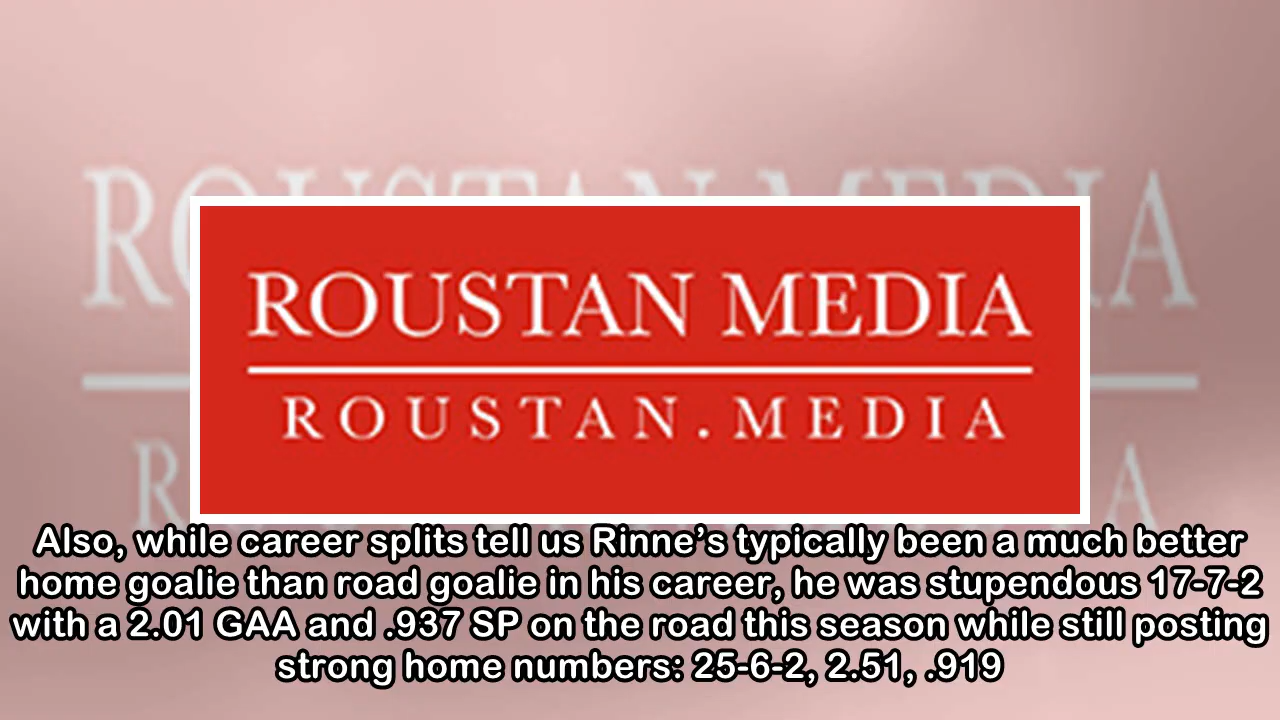 ROUSTAN MEDIA
ROUSTAN.MEDIA
Also, while career splits tell us Rinne’s typically been a much better
home goalie than road goalie in his career, he was stupendous 17-7-2
with a 2.01 GAA and .937 SP on the road this season while still posting
strong home numbers: 25-6-2, 2.51, .919